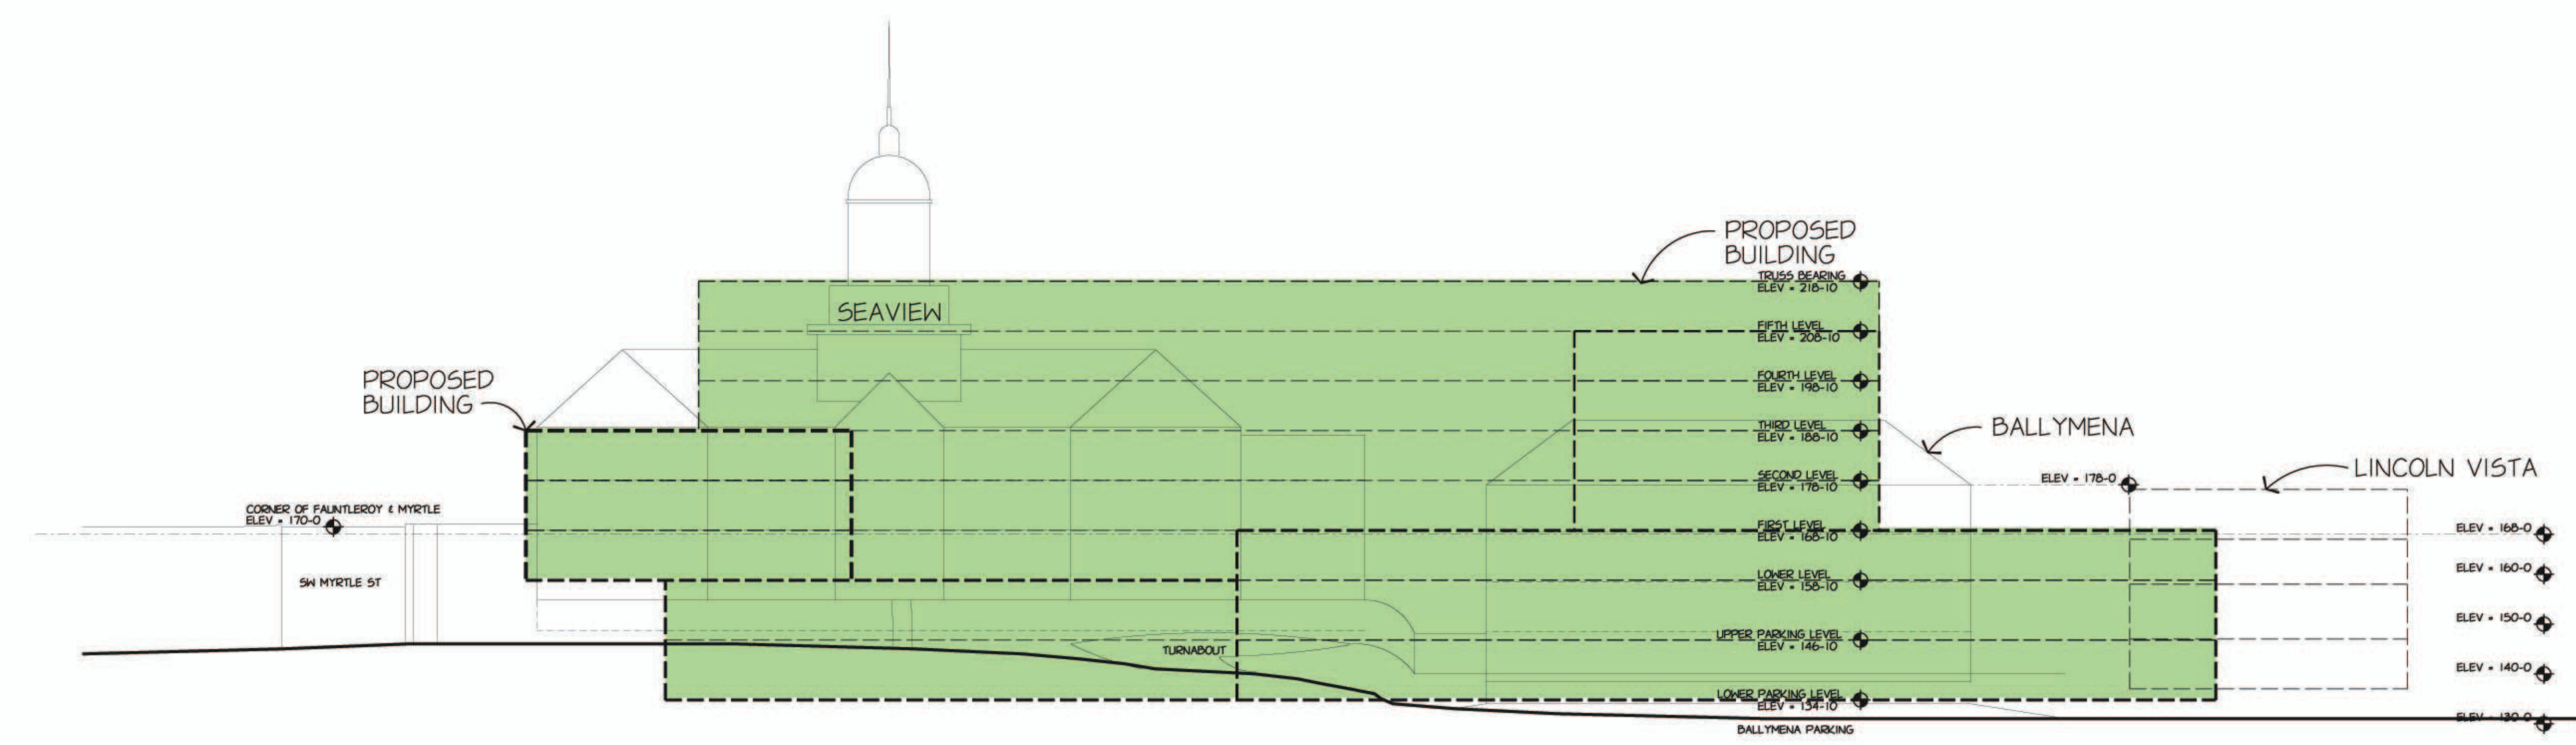 PROPOSED
BUILDING
TRUSS BEARING
ELEV = 218-10
SEAVIEW
FIFTH LEVEL
ELEV = 208-10
PROPOSED
BUILDING
FOURTH LEVEL
ELEV = 198-10
THIRD LEVEL
ELEV = 188-10
BALLYMENA
SECOND LEVEL
ELEV = 178-10
ELEV = 178-0
LINCOLN VISTA
CORNER OF FAUNTLEROY & MYRTLE
ELEV = 170-0
FIRST LEVEL
ELEV = 168-10
ELEV = 168-0
SW MYRTLE ST
LOWER LEVEL
ELEV = 158-10
ELEV = 160-0
ELEV = 150-0
UPPER PARKING LEVEL
ELEV = 146-10
TURNABOUT
ELEV = 140-0
LOWER PARKING LEVEL
ELEV = 134-10
ELEV = 130-0
BALLYMENA PARKING